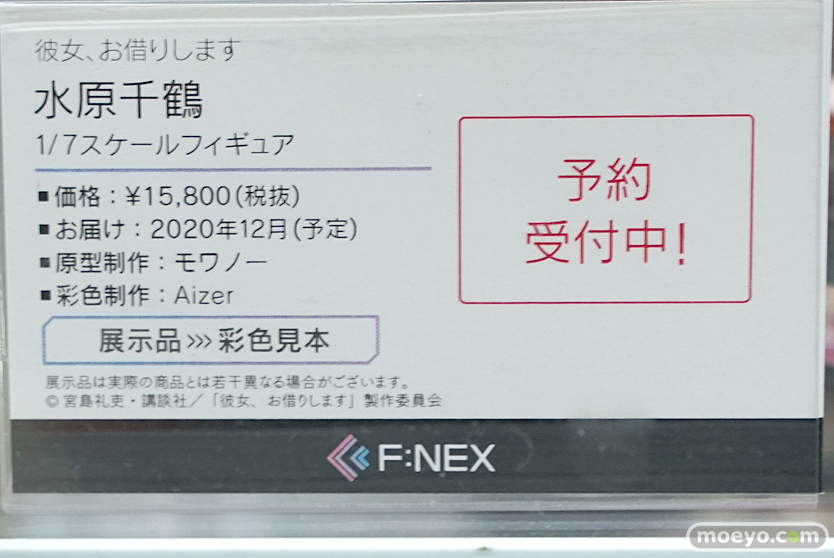 彼女、お借りします
水原千鶴
1/7スケールフィギュア
■価格：¥15,800(税抜)
■お届け：2020年12月(予定)
■原型制作：モワノー
■彩色制作：Aizer
展示品>>>彩色見本
展示品は実際の商品とは若干異なる場合がございます。
©宮島礼吏・講談社／「彼女、お借りします」製作委員会
予約
受付中!
F:NEX
moeyo.com